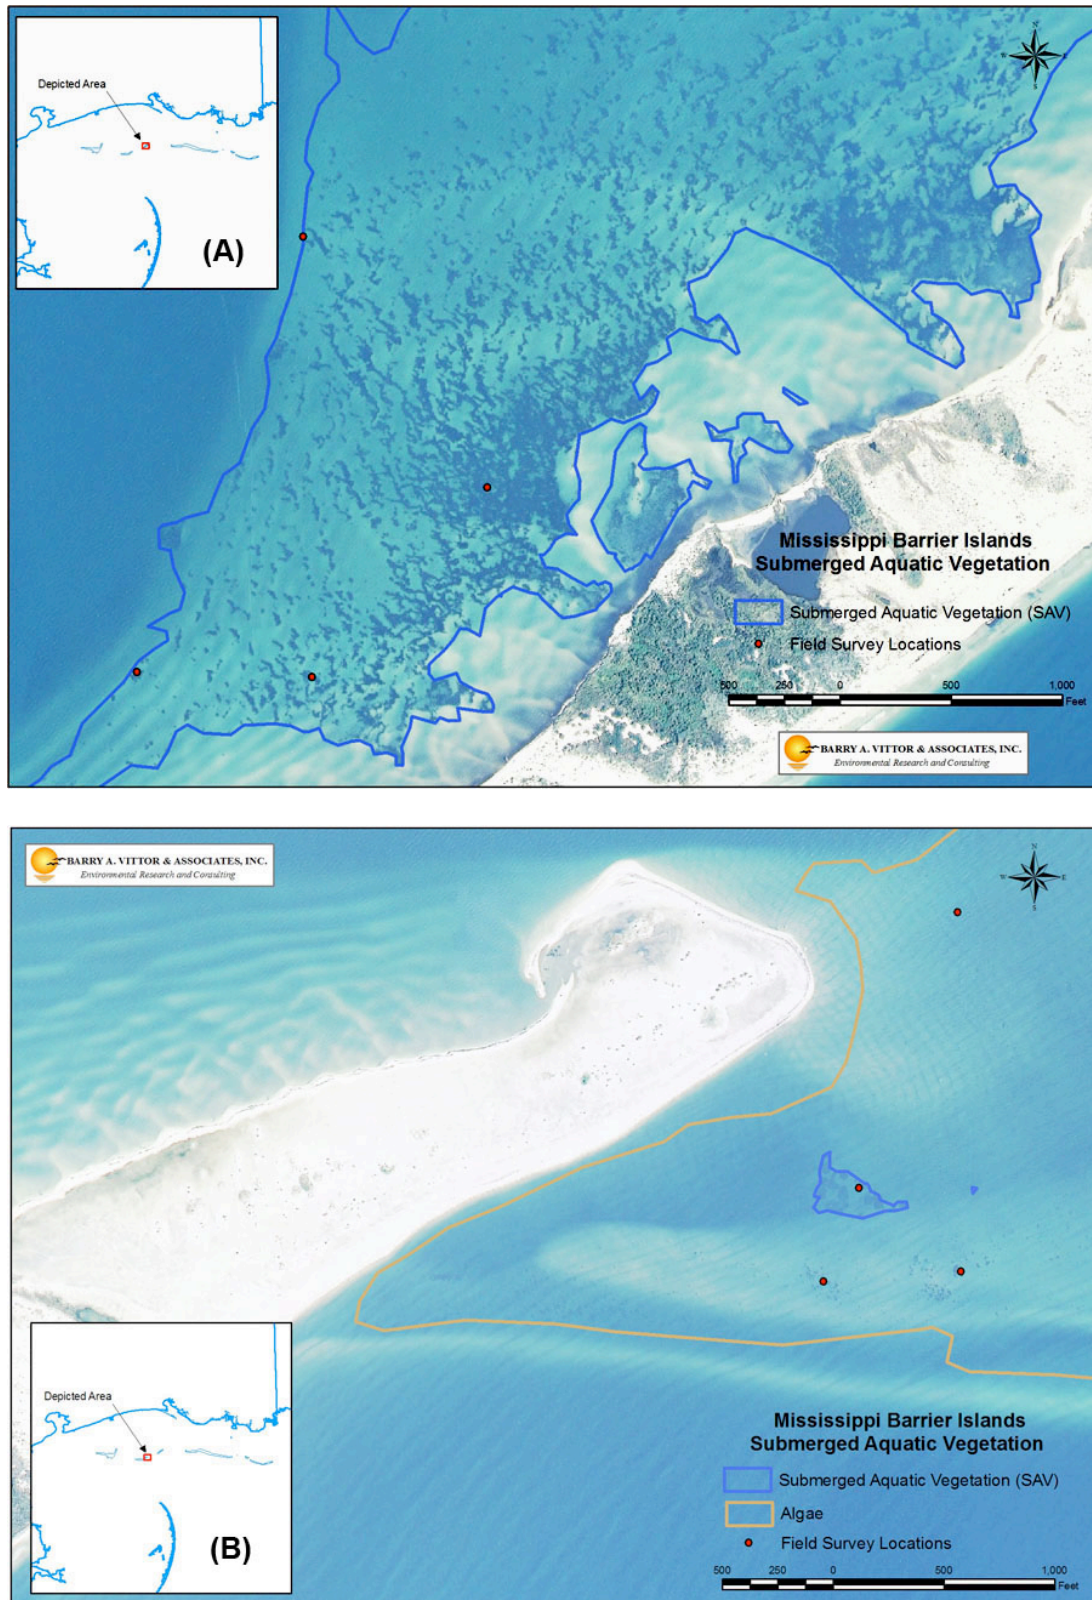 Depicted Area
(A)
N
W
E
S
Mississippi Barrier Islands
Submerged Aquatic Vegetation
Submerged Aquatic Vegetation (SAV)
Field Survey Locations
500 250 0 500 1,000
Feet
BARRY A. VITTOR & ASSOCIATES, INC.
Environmental Research and Consulting
BARRY A. VITTOR & ASSOCIATES, INC.
Environmental Research and Consulting
N
W
E
S
Depicted Area
(B)
Mississippi Barrier Islands
Submerged Aquatic Vegetation
Submerged Aquatic Vegetation (SAV)
Algae
Field Survey Locations
500 250 0 500 1,000
Feet